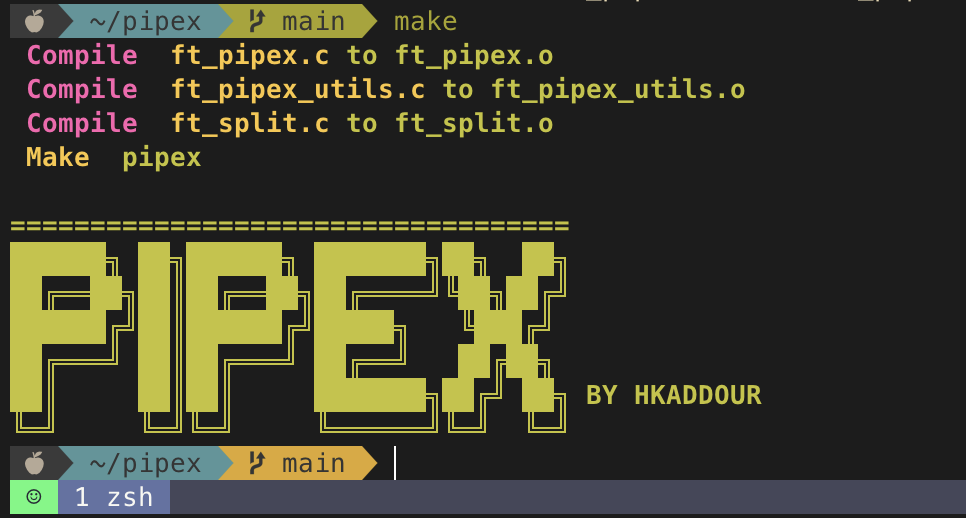 ~/pipex main make
Compile ft_pipex.c to ft_pipex.o
Compile ft_pipex_utils.c to ft_pipex_utils.o
Compile ft_split.c to ft_split.o
Make pipex
===================================
PIPEX
BY HKADDOUR
~/pipex main
1 zsh